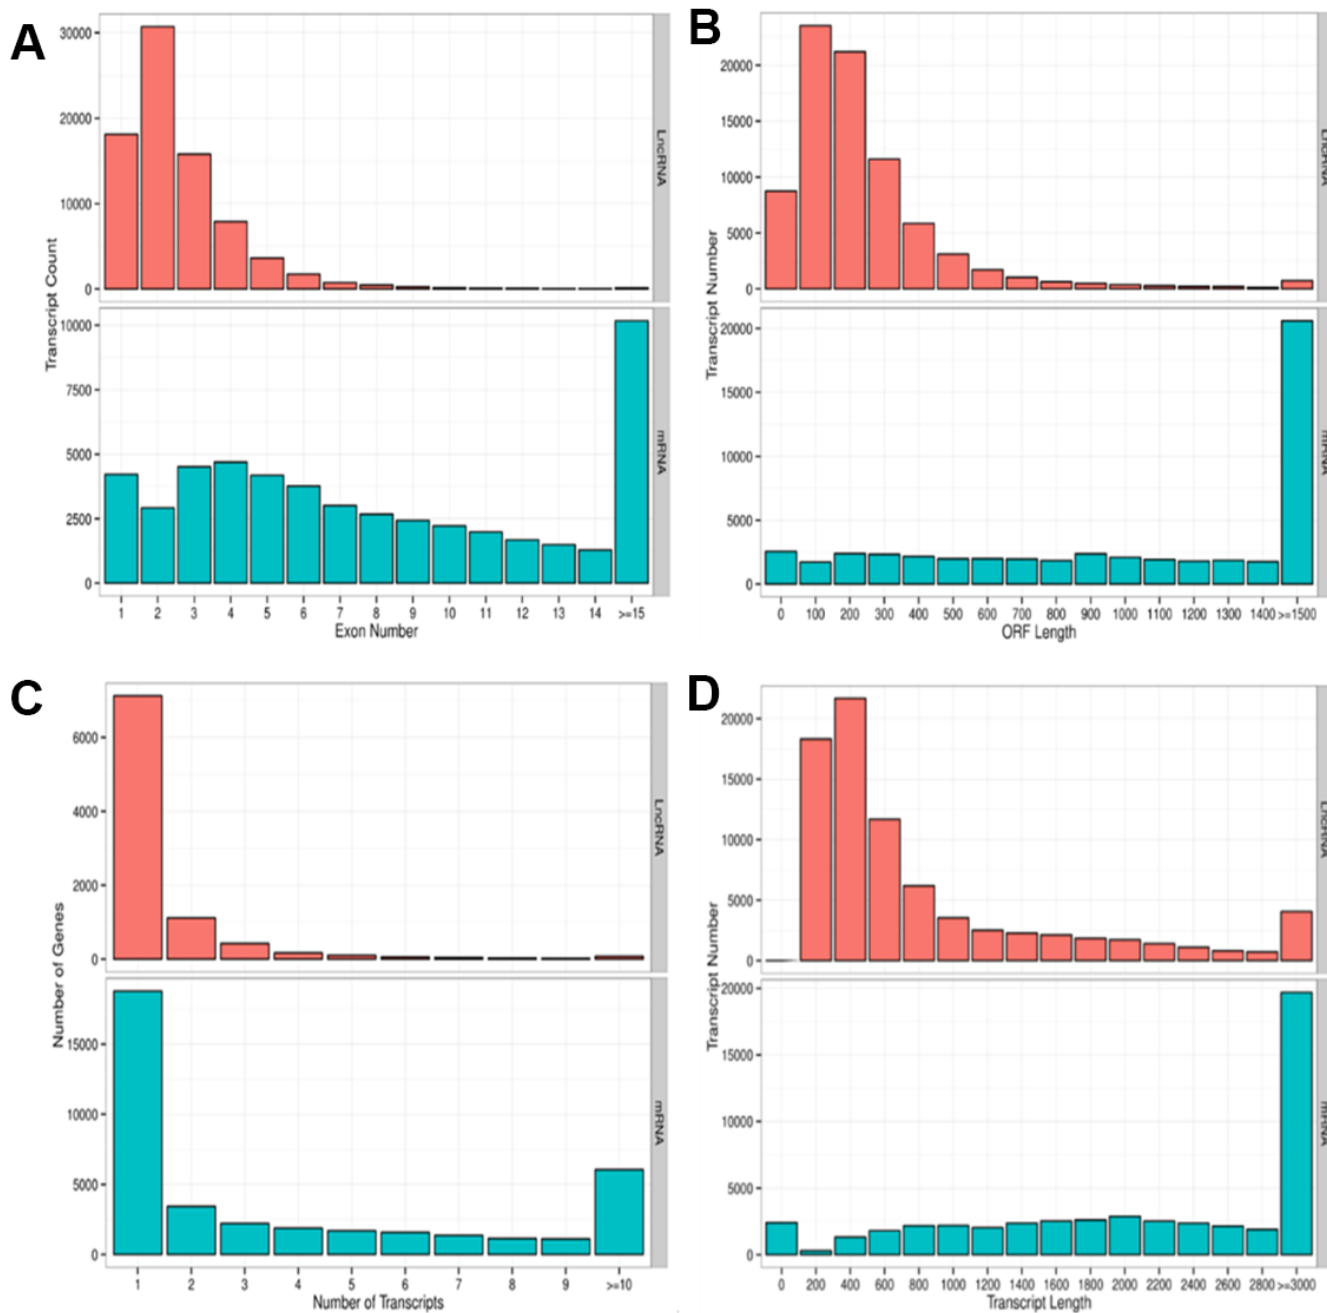 A
Transcript Count
30000
20000
10000
0
LncRNA
10000
7500
5000
2500
0
mRNA
1 2 3 4 5 6 7 8 9 10 11 12 13 14 >=15
Exon Number
B
Transcript Number
20000
15000
10000
5000
0
LncRNA
20000
15000
10000
5000
0
mRNA
0 100 200 300 400 500 600 700 800 900 1000 1100 1200 1300 1400 >=1500
ORF Length
C
Number of Genes
6000
4000
2000
0
LncRNA
15000
10000
5000
0
mRNA
1 2 3 4 5 6 7 8 9 >=10
Number of Transcripts
D
Transcript Number
20000
15000
10000
5000
0
LncRNA
20000
15000
10000
5000
0
mRNA
0 200 400 600 800 1000 1200 1400 1600 1800 2000 2200 2400 2600 2800 >=3000
Transcript Length